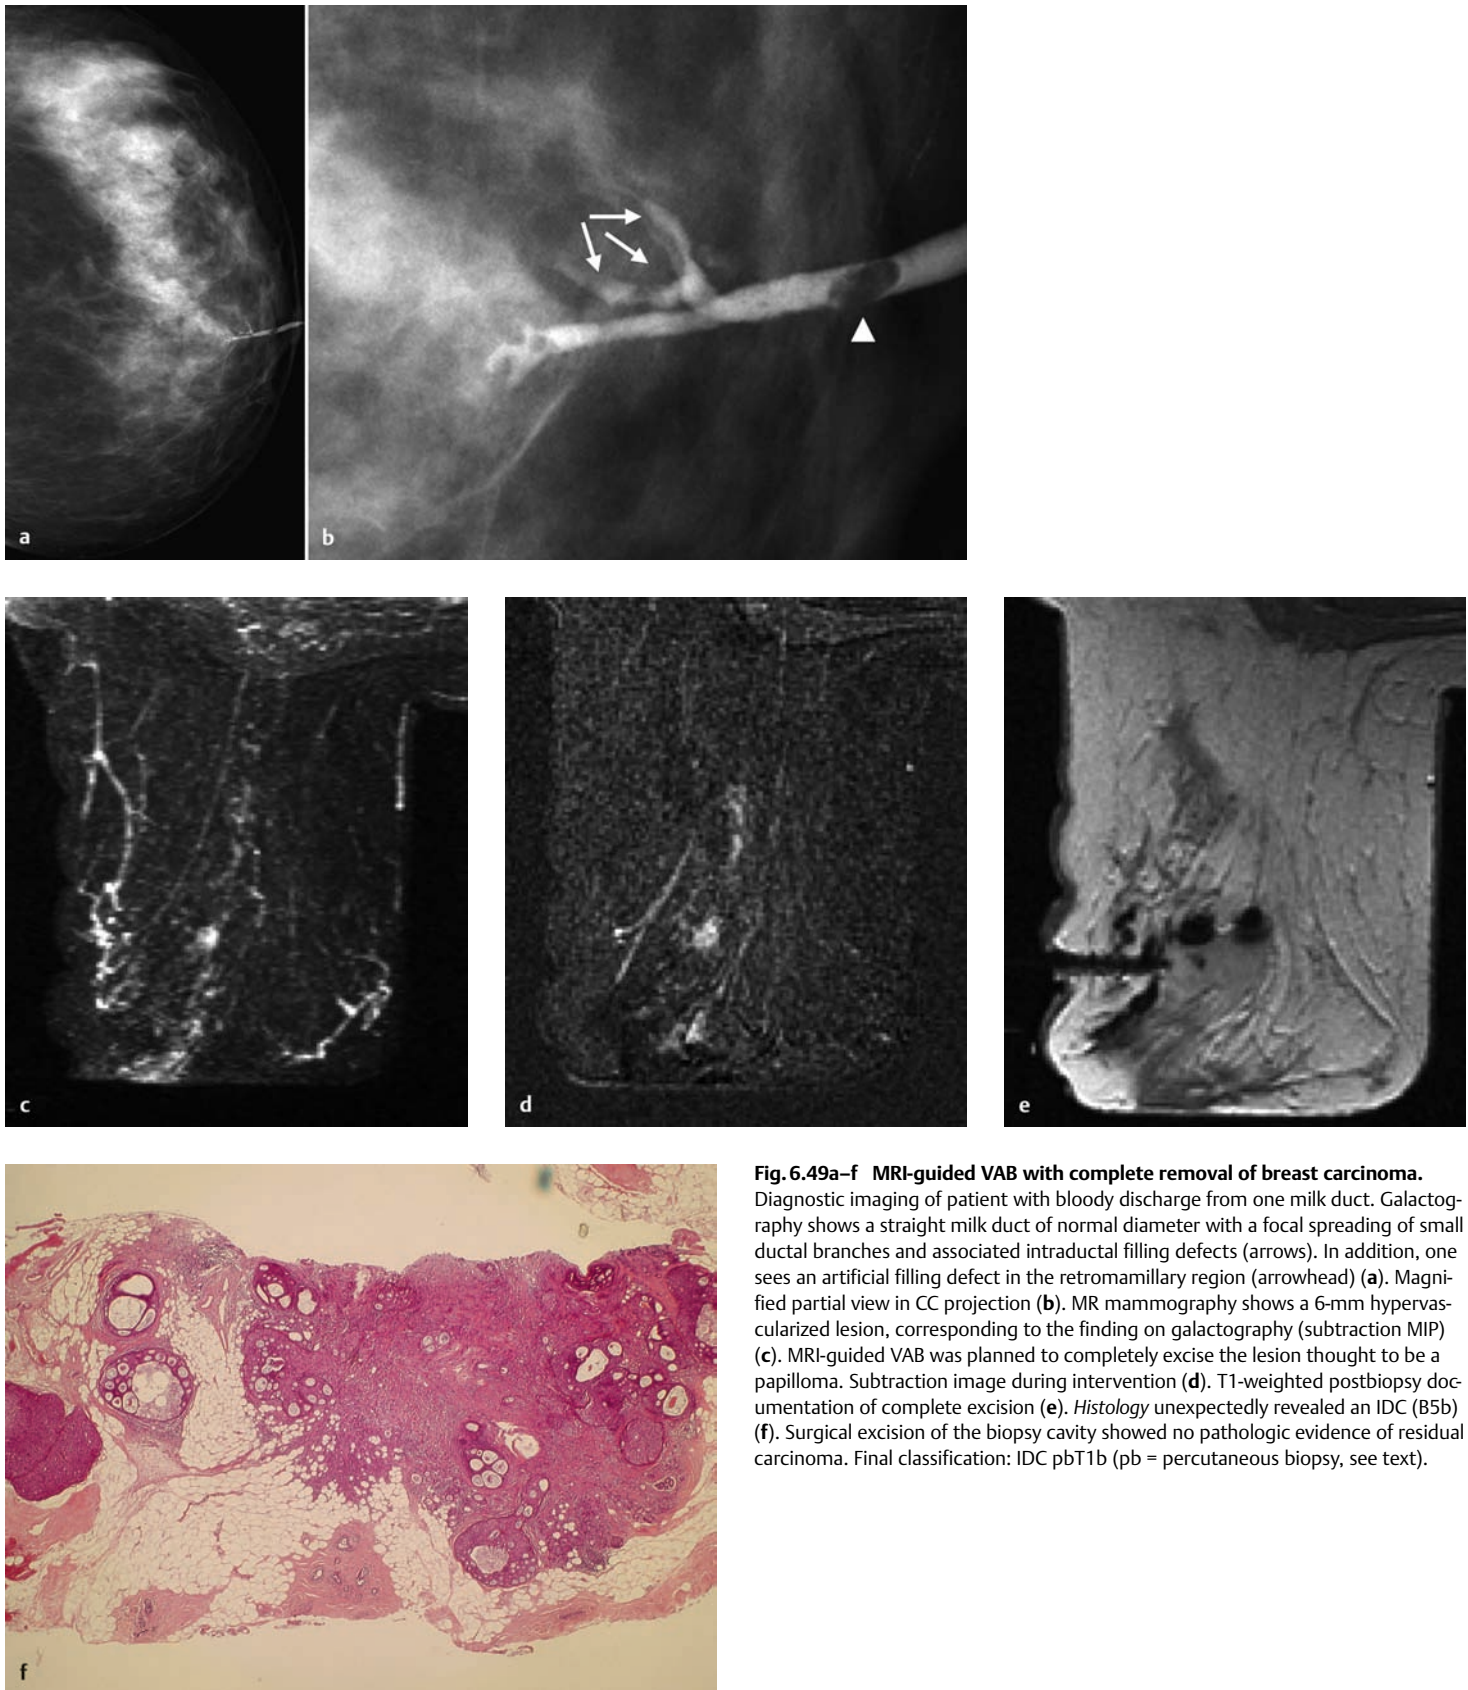 a
b
c
d
e
f
Fig. 6.49a–f MRI-guided VAB with complete removal of breast carcinoma.
Diagnostic imaging of patient with bloody discharge from one milk duct. Galactog-
raphy shows a straight milk duct of normal diameter with a focal spreading of small
ductal branches and associated intraductal filling defects (arrows). In addition, one
sees an artificial filling defect in the retromamillary region (arrowhead) (a). Magni-
fied partial view in CC projection (b). MR mammography shows a 6-mm hypervas-
cularized lesion, corresponding to the finding on galactography (subtraction MIP)
(c). MRI-guided VAB was planned to completely excise the lesion thought to be a
papilloma. Subtraction image during intervention (d). T1-weighted postbiopsy doc-
umentation of complete excision (e). Histology unexpectedly revealed an IDC (B5b)
(f). Surgical excision of the biopsy cavity showed no pathologic evidence of residual
carcinoma. Final classification: IDC pbT1b (pb = percutaneous biopsy, see text).